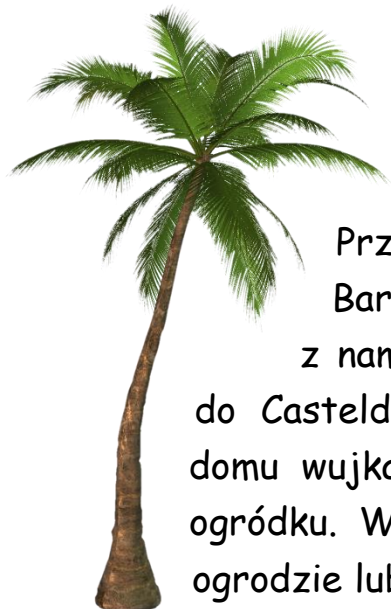 Prz
Bar
z nam
do Casteld
domu wujka
ogródku. W
ogrodzie lub